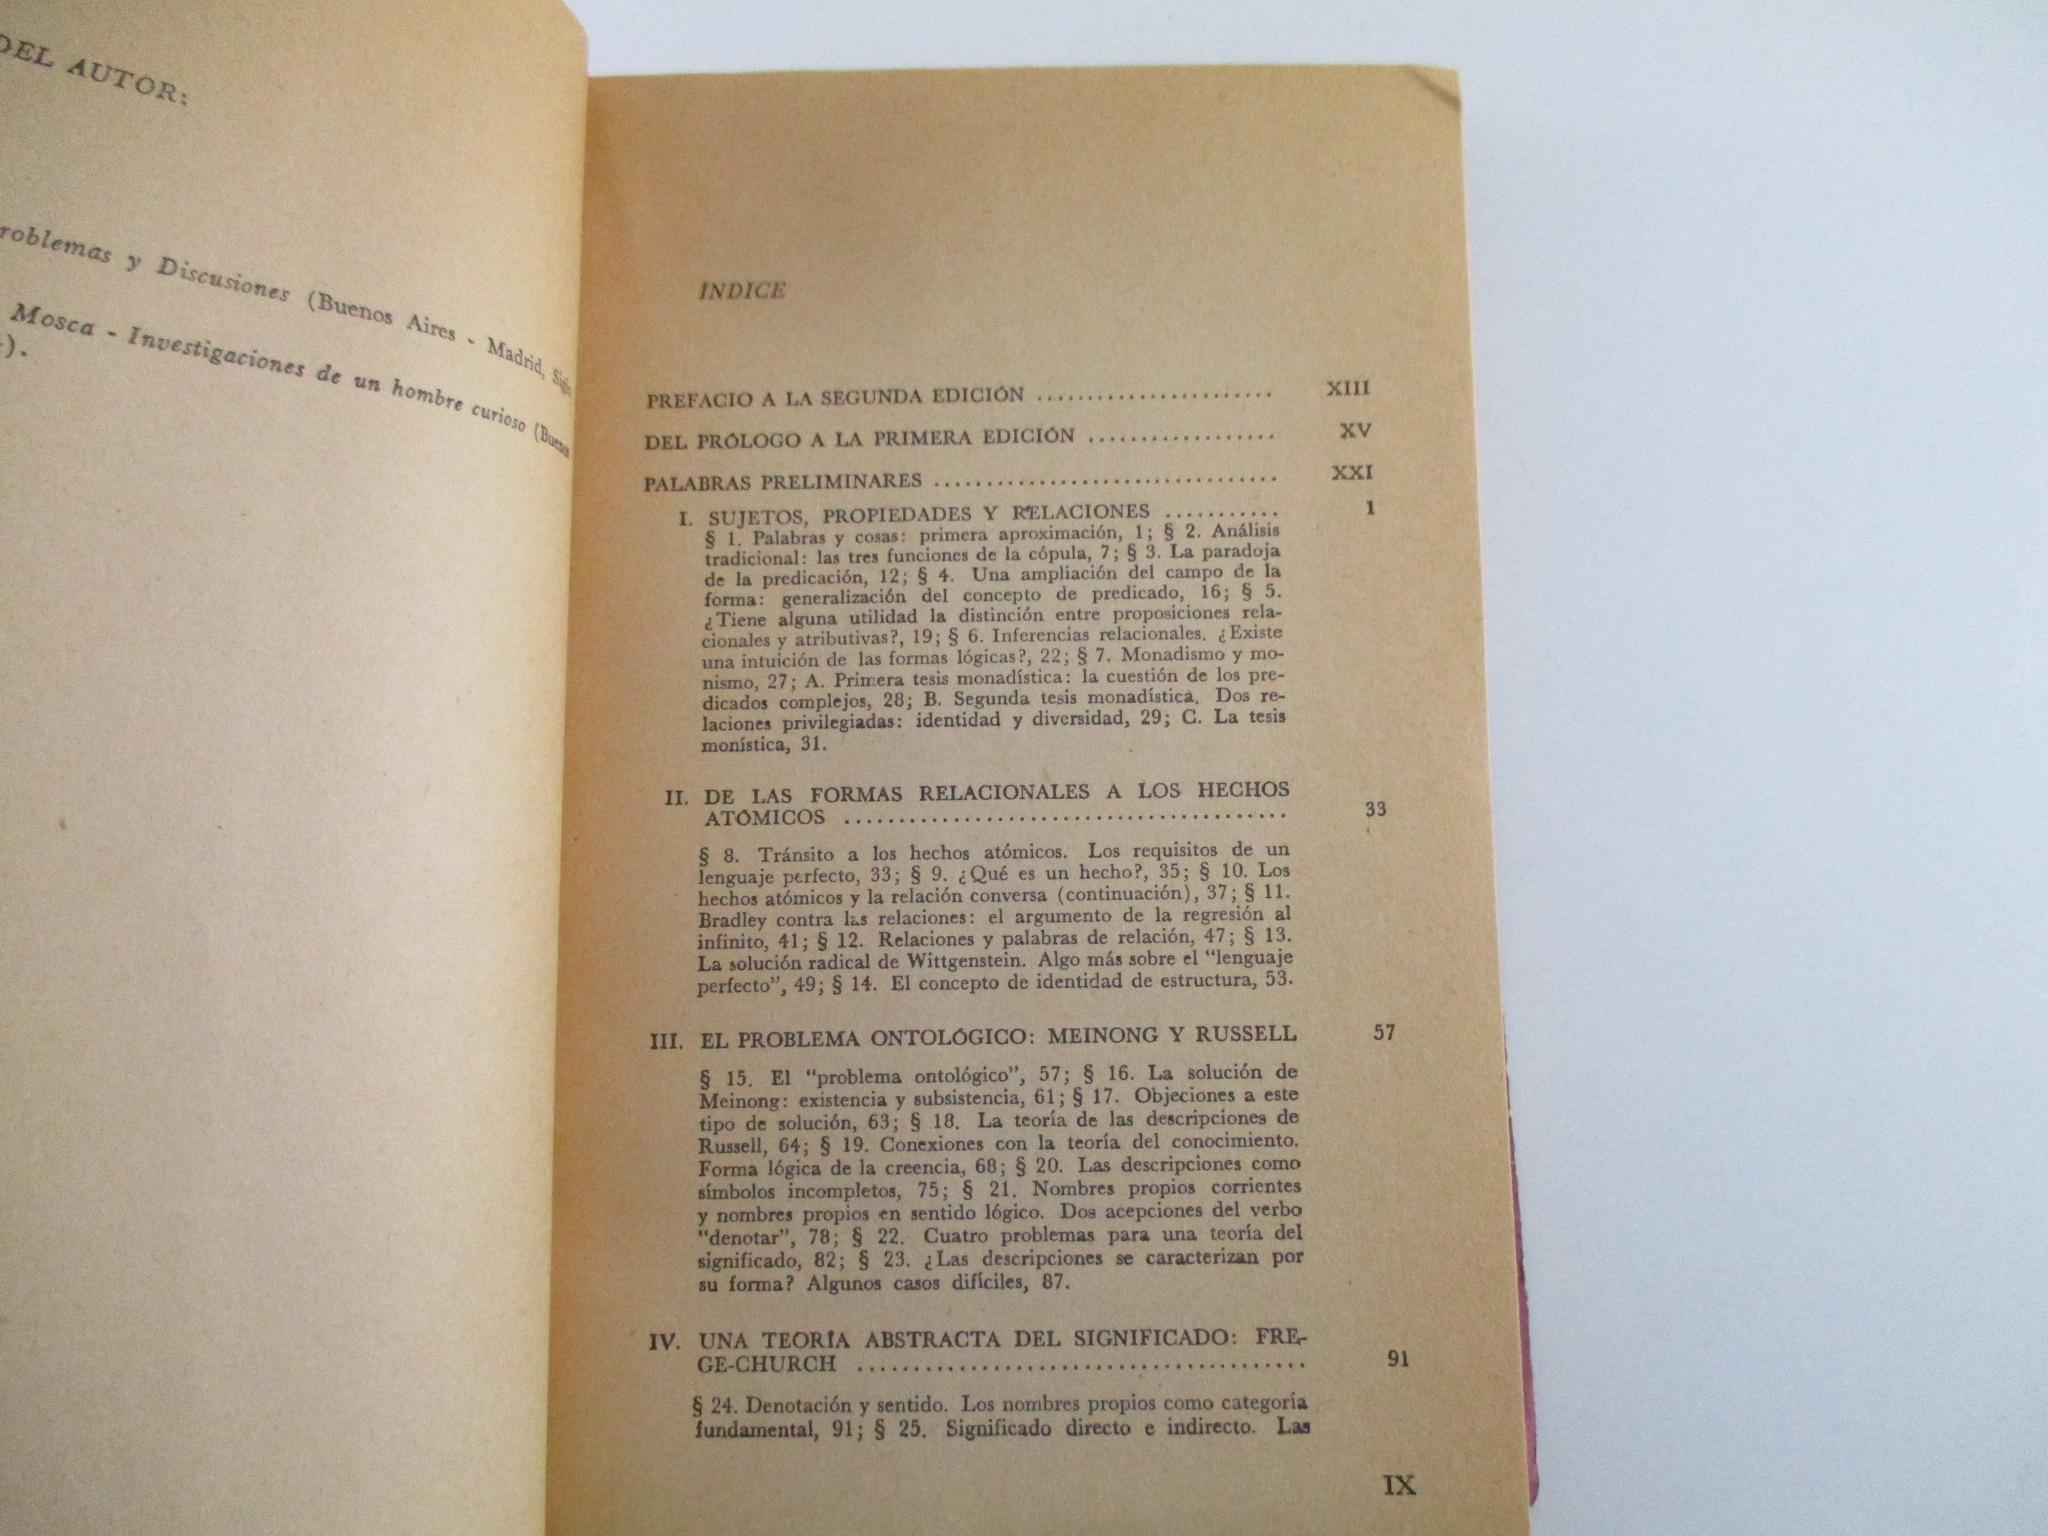 DEL AUTOR:
Problemas y Discusiones (Buenos Aires - Madrid, Siglo
Mosca - Investigaciones de un hombre curioso (Buenos
).
ÍNDICE
PREFACIO A LA SEGUNDA EDICIÓN ...................... XIII
DEL PRÓLOGO A LA PRIMERA EDICIÓN .................. XV
PALABRAS PRELIMINARES ................................. XXI
I. SUJETOS, PROPIEDADES Y RELACIONES ........... 1
§ 1. Palabras y cosas: primera aproximación, 1; § 2. Análisis
tradicional: las tres funciones de la cópula, 7; § 3. La paradoja
de la predicación, 12; § 4. Una ampliación del campo de la
forma: generalización del concepto de predicado, 16; § 5.
¿Tiene alguna utilidad la distinción entre proposiciones rela-
cionales y atributivas?, 19; § 6. Inferencias relacionales. ¿Existe
una intuición de las formas lógicas?, 22; § 7. Monadismo y mo-
nismo, 27; A. Primera tesis monadística: la cuestión de los pre-
dicados complejos, 28; B. Segunda tesis monadística. Dos re-
laciones privilegiadas: identidad y diversidad, 29; C. La tesis
monística, 31.
II. DE LAS FORMAS RELACIONALES A LOS HECHOS
ATÓMICOS ......................................... 33
§ 8. Tránsito a los hechos atómicos. Los requisitos de un
lenguaje perfecto, 33; § 9. ¿Qué es un hecho?, 35; § 10. Los
hechos atómicos y la relación conversa (continuación), 37; § 11.
Bradley contra las relaciones: el argumento de la regresión al
infinito, 41; § 12. Relaciones y palabras de relación, 47; § 13.
La solución radical de Wittgenstein. Algo más sobre el "lenguaje
perfecto", 49; § 14. El concepto de identidad de estructura, 53.
III. EL PROBLEMA ONTOLÓGICO: MEINONG Y RUSSELL 57
§ 15. El "problema ontológico", 57; § 16. La solución de
Meinong: existencia y subsistencia, 61; § 17. Objeciones a este
tipo de solución, 63; § 18. La teoría de las descripciones de
Russell, 64; § 19. Conexiones con la teoría del conocimiento.
Forma lógica de la creencia, 68; § 20. Las descripciones como
símbolos incompletos, 75; § 21. Nombres propios corrientes
y nombres propios en sentido lógico. Dos acepciones del verbo
"denotar", 78; § 22. Cuatro problemas para una teoría del
significado, 82; § 23. ¿Las descripciones se caracterizan por
su forma? Algunos casos difíciles, 87.
IV. UNA TEORÍA ABSTRACTA DEL SIGNIFICADO: FRE-
GE-CHURCH ......................................... 91
§ 24. Denotación y sentido. Los nombres propios como categoría
fundamental, 91; § 25. Significado directo e indirecto. Las
IX